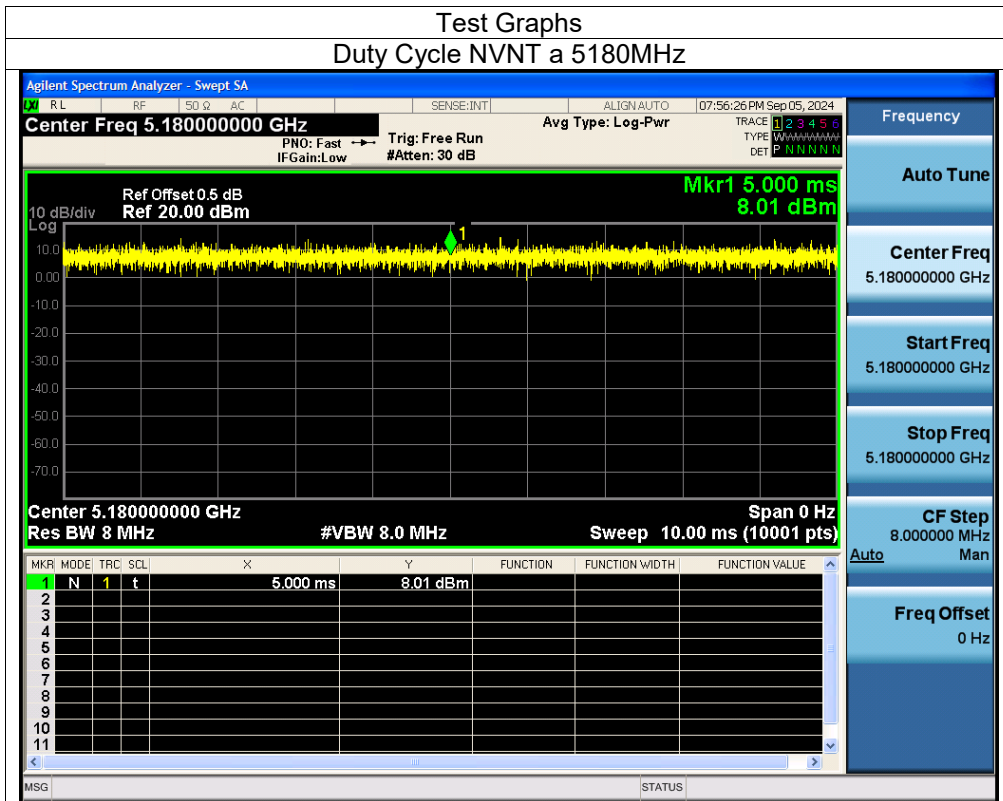 Test Graphs
Duty Cycle NVNT a 5180MHz
Agilent Spectrum Analyzer - Swept SA
LXI RL RF 50 Ω AC SENSE:INT ALIGN AUTO 07:56:26 PM Sep 05, 2024
Center Freq 5.180000000 GHz
PNO: Fast
IFGain:Low
Trig: Free Run
#Atten: 30 dB
Avg Type: Log-Pwr
TRACE 1 2 3 4 5 6
TYPE W
DET P N N N N N
Frequency
Auto Tune
Center Freq
5.180000000 GHz
Start Freq
5.180000000 GHz
Stop Freq
5.180000000 GHz
CF Step
8.000000 MHz
Auto Man
Freq Offset
0 Hz
Mkr1 5.000 ms
8.01 dBm
Ref Offset 0.5 dB
10 dB/div Ref 20.00 dBm
Log
1
10.0
0.00
-10.0
-20.0
-30.0
-40.0
-50.0
-60.0
-70.0
Center 5.180000000 GHz Span 0 Hz
Res BW 8 MHz #VBW 8.0 MHz Sweep 10.00 ms (10001 pts)
MKR MODE TRC SCL X Y FUNCTION FUNCTION WIDTH FUNCTION VALUE
1 N 1 t 5.000 ms 8.01 dBm
2
3
4
5
6
7
8
9
10
11
MSG STATUS